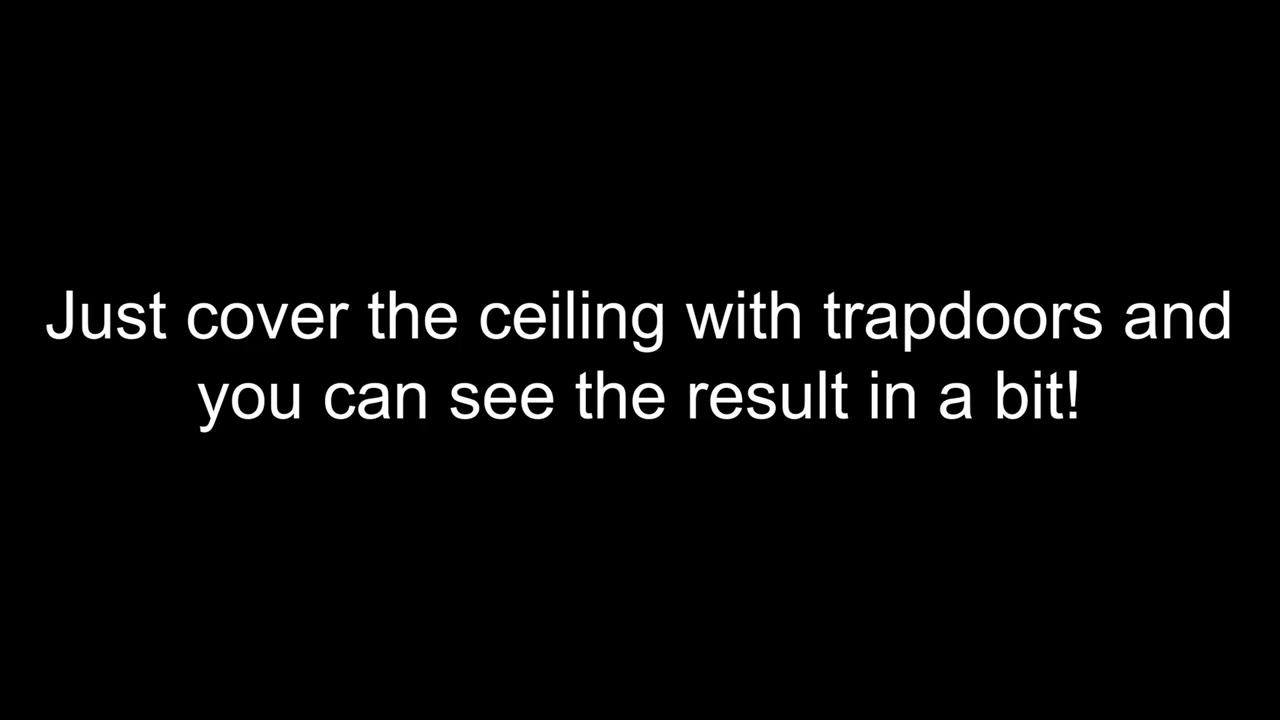 Just cover the ceiling with trapdoors and
you can see the result in a bit!